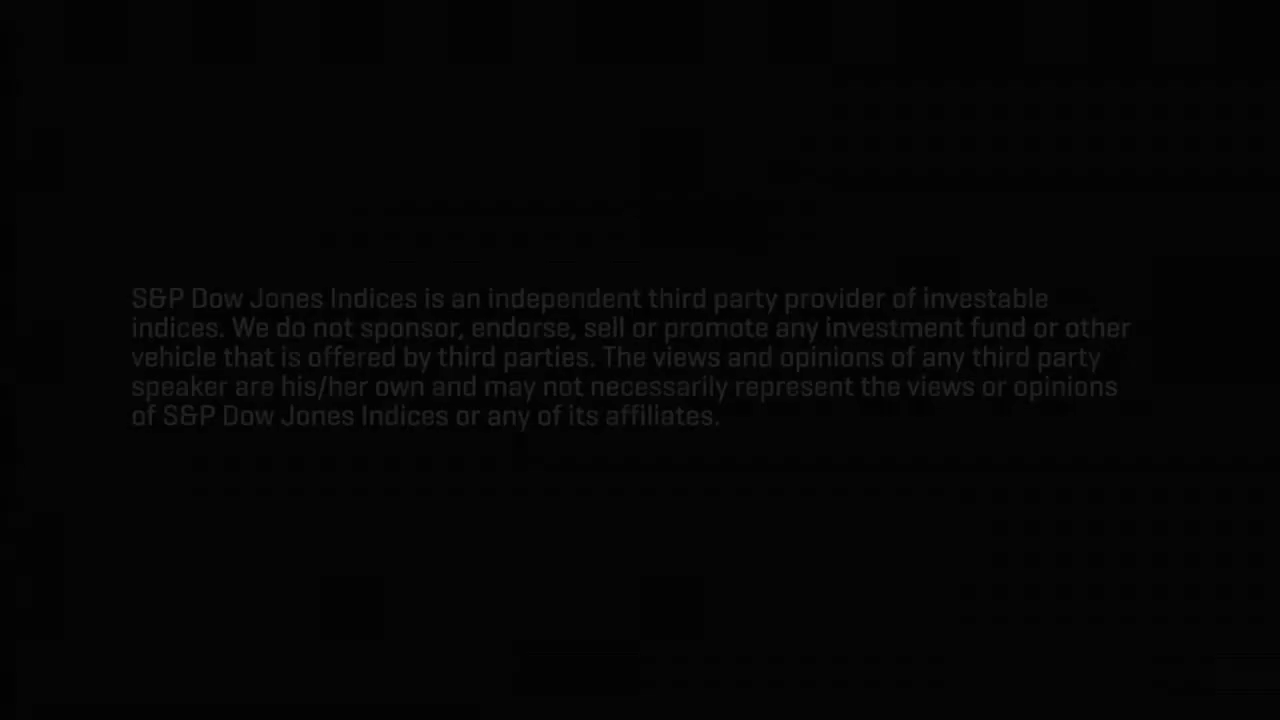 S&P Dow Jones Indices is an independent third party provider of investable
indices. We do not sponsor, endorse, sell or promote any investment fund or other
vehicle that is offered by third parties. The views and opinions of any third party
speaker are his/her own and may not necessarily represent the views or opinions
of S&P Dow Jones Indices or any of its affiliates.